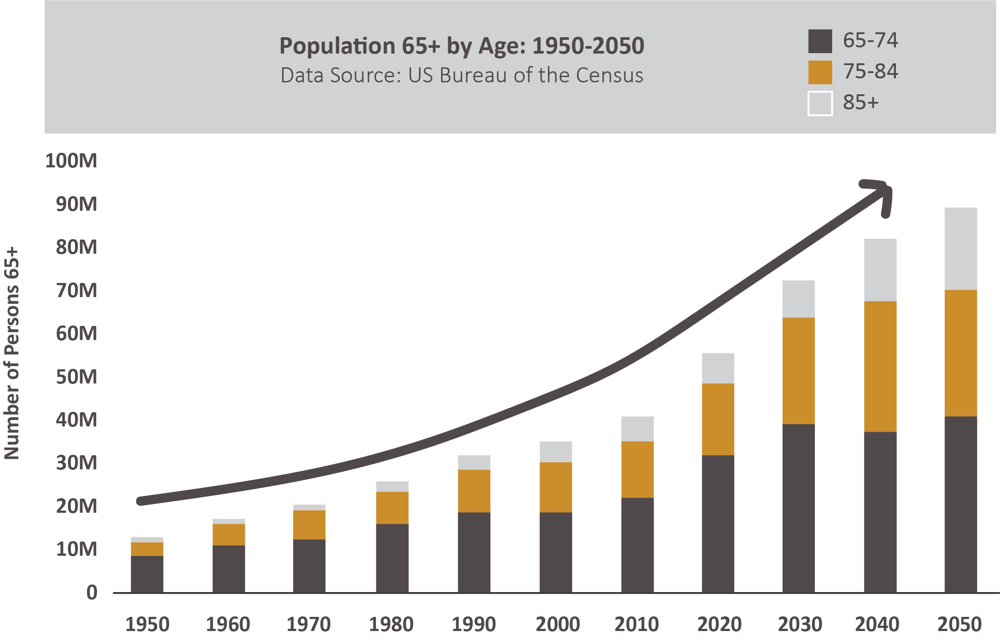 Population 65+ by Age: 1950-2050
Data Source: US Bureau of the Census
65-74
75-84
85+
100M
90M
80M
70M
60M
50M
40M
30M
20M
10M
0
Number of Persons 65+
1950 1960 1970 1980 1990 2000 2010 2020 2030 2040 2050